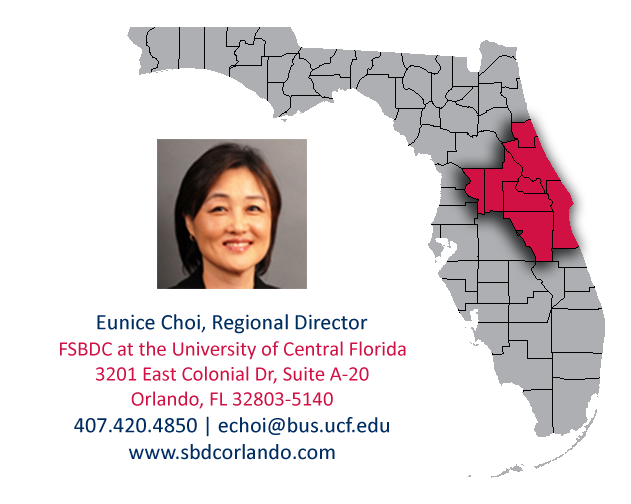 Eunice Choi, Regional Director
FSBDC at the University of Central Florida
3201 East Colonial Dr, Suite A-20
Orlando, FL 32803-5140
407.420.4850 | echoi@bus.ucf.edu
www.sbdcorlando.com